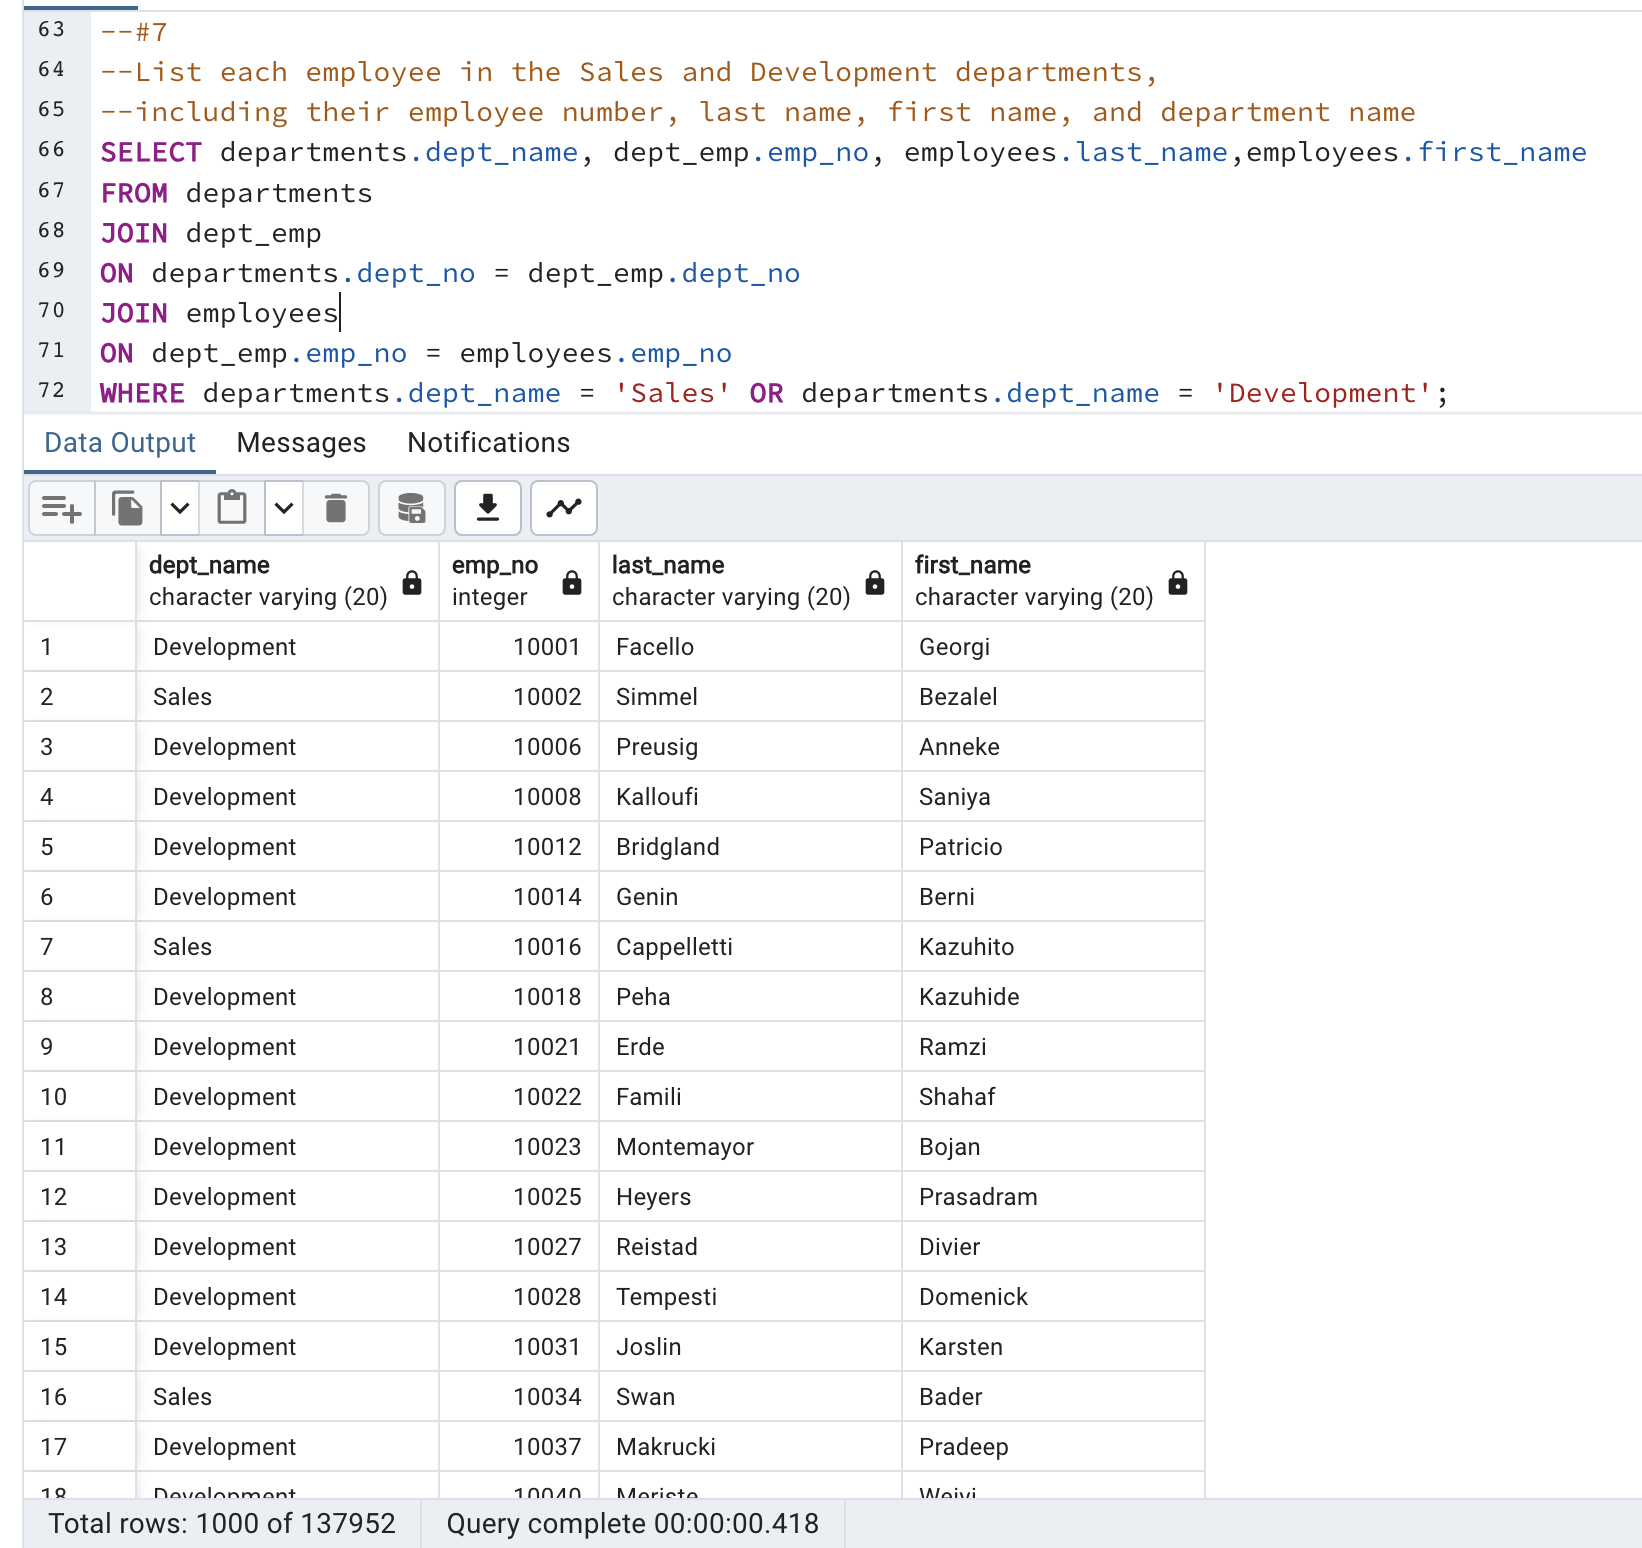 63 --#7
64 --List each employee in the Sales and Development departments,
65 --including their employee number, last name, first name, and department name
66 SELECT departments.dept_name, dept_emp.emp_no, employees.last_name,employees.first_name
67 FROM departments
68 JOIN dept_emp
69 ON departments.dept_no = dept_emp.dept_no
70 JOIN employees
71 ON dept_emp.emp_no = employees.emp_no
72 WHERE departments.dept_name = 'Sales' OR departments.dept_name = 'Development';
Data Output Messages Notifications
dept_name emp_no last_name first_name
character varying (20) integer character varying (20) character varying (20)
1 Development 10001 Facello Georgi
2 Sales 10002 Simmel Bezalel
3 Development 10006 Preusig Anneke
4 Development 10008 Kalloufi Saniya
5 Development 10012 Bridgland Patricio
6 Development 10014 Genin Berni
7 Sales 10016 Cappelletti Kazuhito
8 Development 10018 Peha Kazuhide
9 Development 10021 Erde Ramzi
10 Development 10022 Famili Shahaf
11 Development 10023 Montemayor Bojan
12 Development 10025 Heyers Prasadram
13 Development 10027 Reistad Divier
14 Development 10028 Tempesti Domenick
15 Development 10031 Joslin Karsten
16 Sales 10034 Swan Bader
17 Development 10037 Makrucki Pradeep
18 Development 10040 Meriste Weiyi
Total rows: 1000 of 137952 Query complete 00:00:00.418